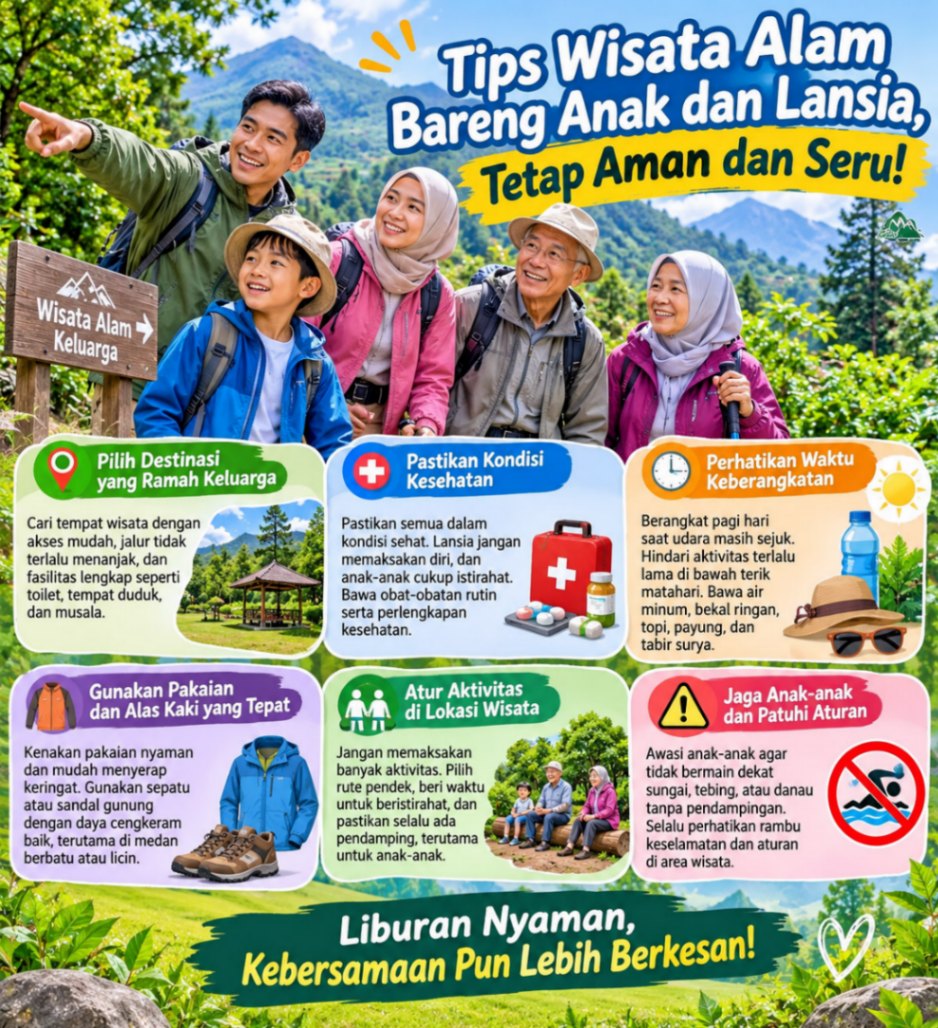 Tips Wisata Alam
Bareng Anak dan Lansia,
Tetap Aman dan Seru!
Wisata Alam
Keluarga
Pilih Destinasi
yang Ramah Keluarga
Cari tempat wisata dengan
akses mudah, jalur tidak
terlalu menanjak, dan
fasilitas lengkap seperti
toilet, tempat duduk,
dan musala.
Pastikan Kondisi
Kesehatan
Pastikan semua dalam
kondisi sehat. Lansia jangan
memaksakan diri, dan
anak-anak cukup istirahat.
Bawa obat-obatan rutin
serta perlengkapan
kesehatan.
Perhatikan Waktu
Keberangkatan
Berangkat pagi hari
saat udara masih sejuk.
Hindari aktivitas terlalu
lama di bawah terik
matahari. Bawa air
minum, bekal ringan,
topi, payung, dan
tabir surya.
Gunakan Pakaian
dan Alas Kaki yang Tepat
Kenakan pakaian nyaman
dan mudah menyerap
keringat. Gunakan sepatu
atau sandal gunung
dengan daya cengkeram
baik, terutama di medan
berbatu atau licin.
Atur Aktivitas
di Lokasi Wisata
Jangan memaksakan
banyak aktivitas. Pilih
rute pendek, beri waktu
untuk beristirahat, dan
pastikan selalu ada
pendamping, terutama
untuk anak-anak.
Jaga Anak-anak
dan Patuhi Aturan
Awasi anak-anak agar
tidak bermain dekat
sungai, tebing, atau danau
tanpa pendampingan.
Selalu perhatikan rambu
keselamatan dan aturan
di area wisata.
Liburan Nyaman,
Kebersamaan Pun Lebih Berkesan!